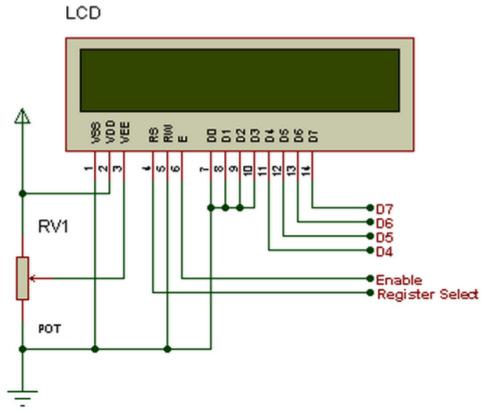 LCD
VSS VDD VEE RS RW E D0 D1 D2 D3 D4 D5 D6 D7
1 2 3 4 5 6 7 8 9 10 11 12 13 14
D7
D6
D5
D4
RV1
Enable
Register Select
POT